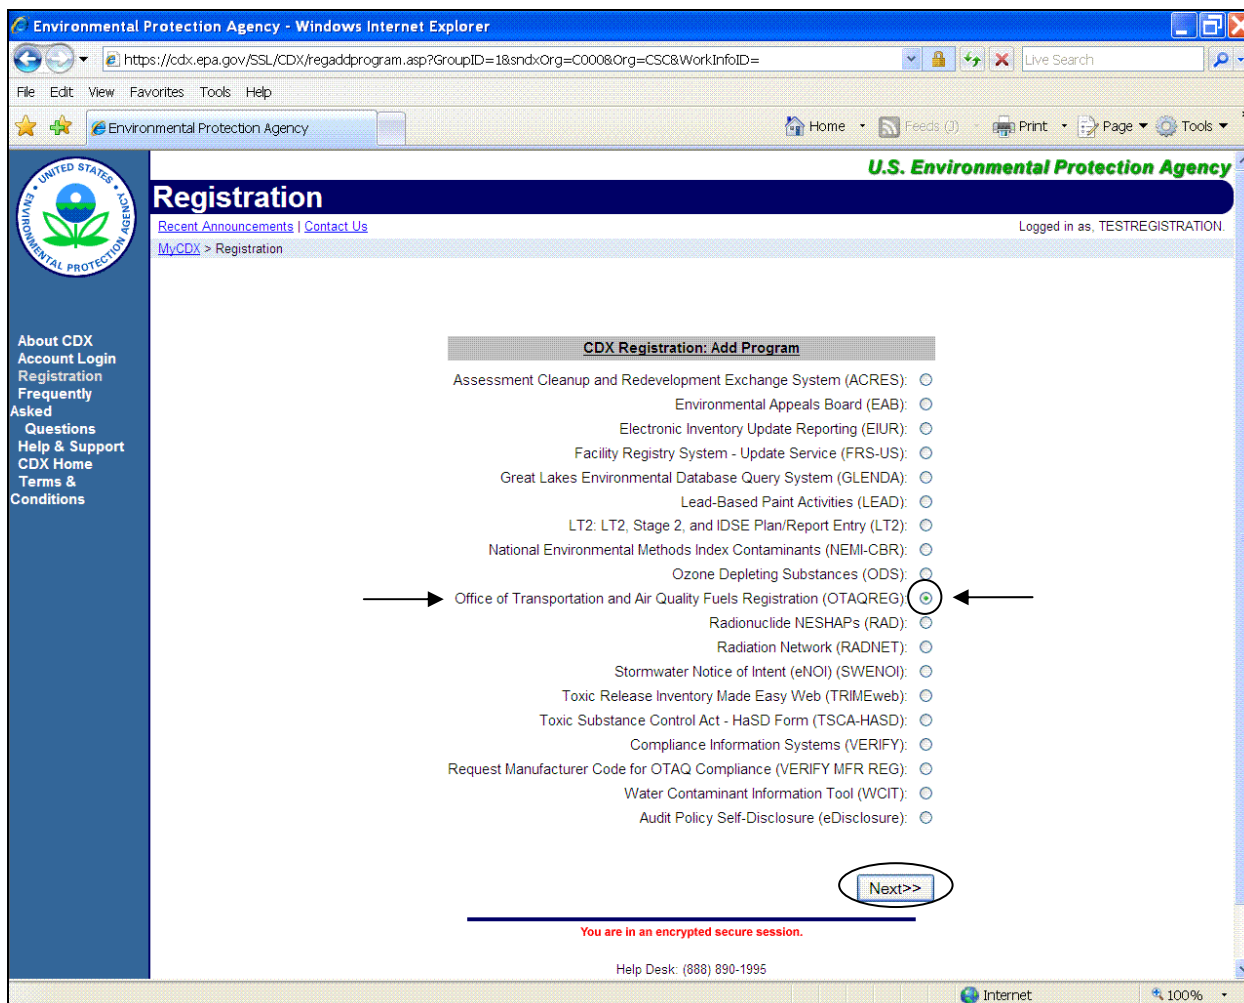 Environmental Protection Agency - Windows Internet Explorer
https://cdx.epa.gov/SSL/CDX/regaddprogram.asp?GroupID=1&sndxOrg=C000&Org=CSC&WorkInfoID=
Live Search
File Edit View Favorites Tools Help
Environmental Protection Agency
Home Feeds (J) Print Page Tools
UNITED STATES ENVIRONMENTAL PROTECTION AGENCY
U.S. Environmental Protection Agency
Registration
Recent Announcements | Contact Us
Logged in as, TESTREGISTRATION.
MyCDX > Registration
About CDX
Account Login
Registration
Frequently
Asked
Questions
Help & Support
CDX Home
Terms &
Conditions
CDX Registration: Add Program
Assessment Cleanup and Redevelopment Exchange System (ACRES):
Environmental Appeals Board (EAB):
Electronic Inventory Update Reporting (EIUR):
Facility Registry System - Update Service (FRS-US):
Great Lakes Environmental Database Query System (GLENDA):
Lead-Based Paint Activities (LEAD):
LT2: LT2, Stage 2, and IDSE Plan/Report Entry (LT2):
National Environmental Methods Index Contaminants (NEMI-CBR):
Ozone Depleting Substances (ODS):
Office of Transportation and Air Quality Fuels Registration (OTAQREG):
Radionuclide NESHAPs (RAD):
Radiation Network (RADNET):
Stormwater Notice of Intent (eNOI) (SWENOI):
Toxic Release Inventory Made Easy Web (TRIMEweb):
Toxic Substance Control Act - HaSD Form (TSCA-HASD):
Compliance Information Systems (VERIFY):
Request Manufacturer Code for OTAQ Compliance (VERIFY MFR REG):
Water Contaminant Information Tool (WCIT):
Audit Policy Self-Disclosure (eDisclosure):
Next>>
You are in an encrypted secure session.
Help Desk: (888) 890-1995
Internet 100%